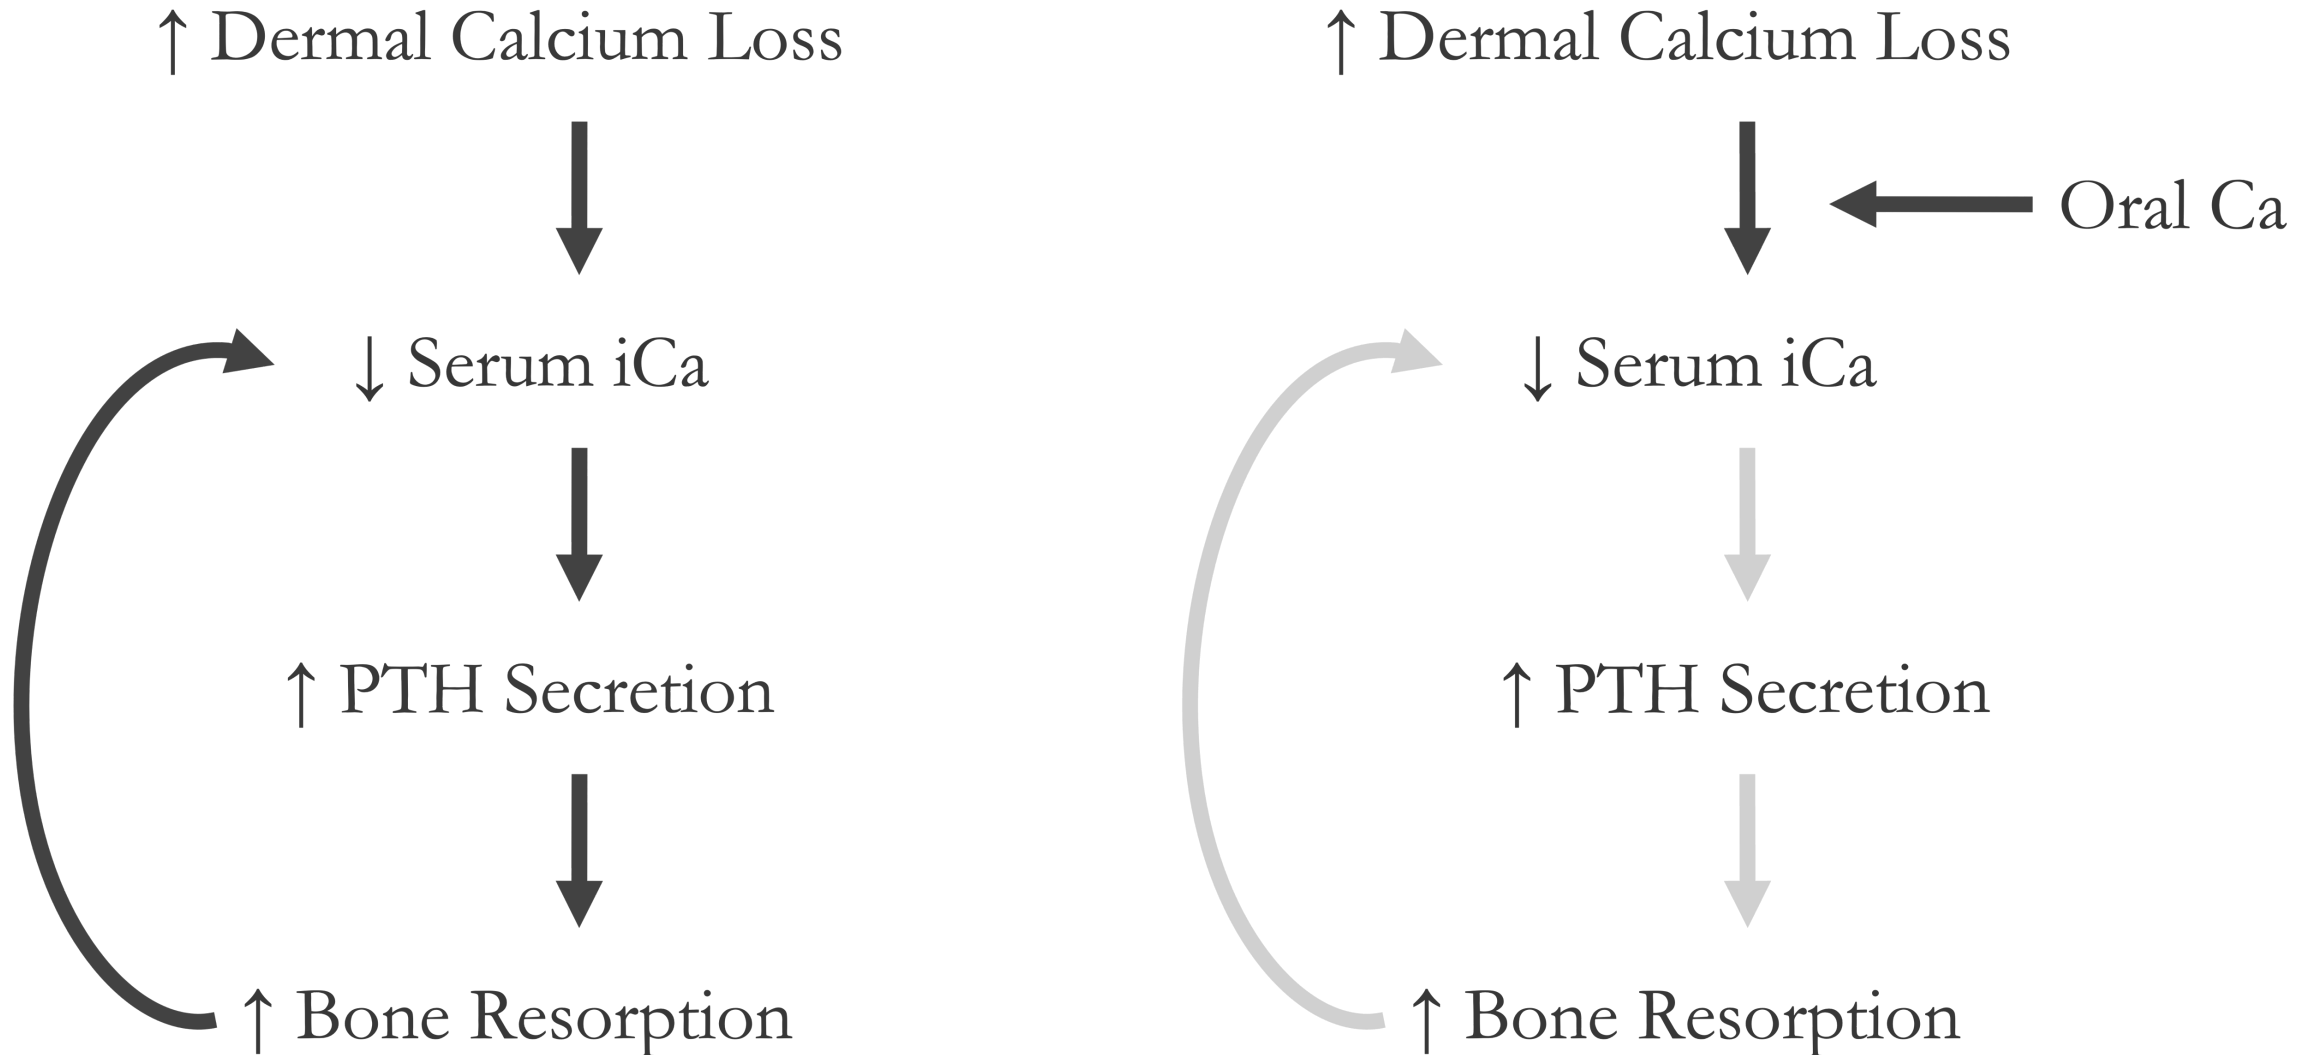 ↑ Dermal Calcium Loss
↓ Serum iCa
↑ PTH Secretion
↑ Bone Resorption
↑ Dermal Calcium Loss
Oral Ca
↓ Serum iCa
↑ PTH Secretion
↑ Bone Resorption